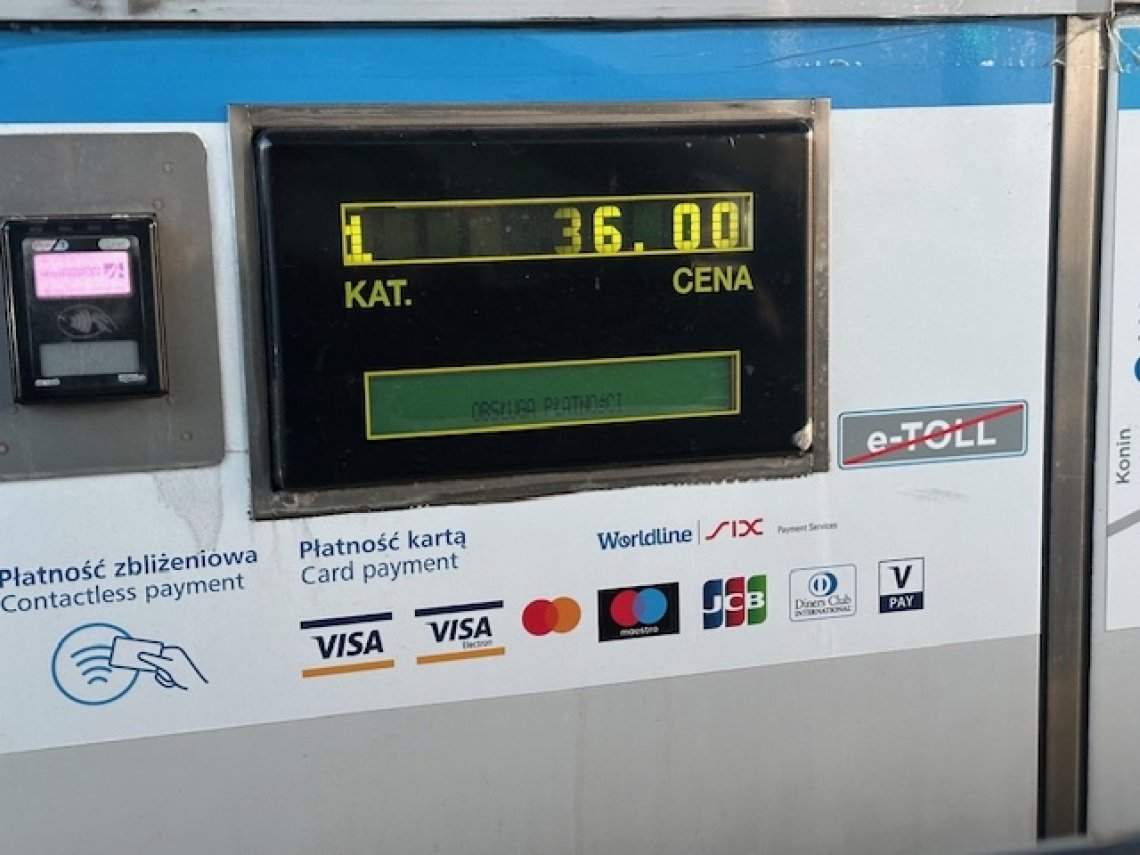 1 36.00
KAT. CENA
OBSŁUGA PŁATNOŚCI
e-TOLL
Konin
Płatność zbliżeniowa
Contactless payment
Płatność kartą
Card payment
Worldline SIX Payment Services
VISA
VISA
Electron
maestro
JCB
Diners Club
INTERNATIONAL
V
PAY